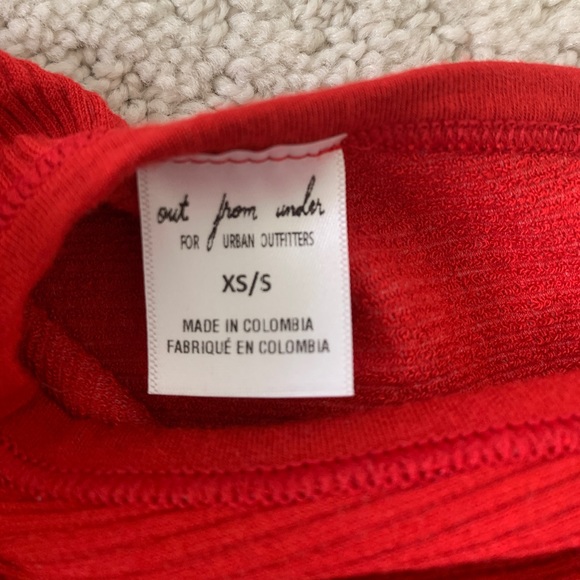 out from under
FOR URBAN OUTFITTERS
XS/S
MADE IN COLOMBIA
FABRIQUÉ EN COLOMBIA